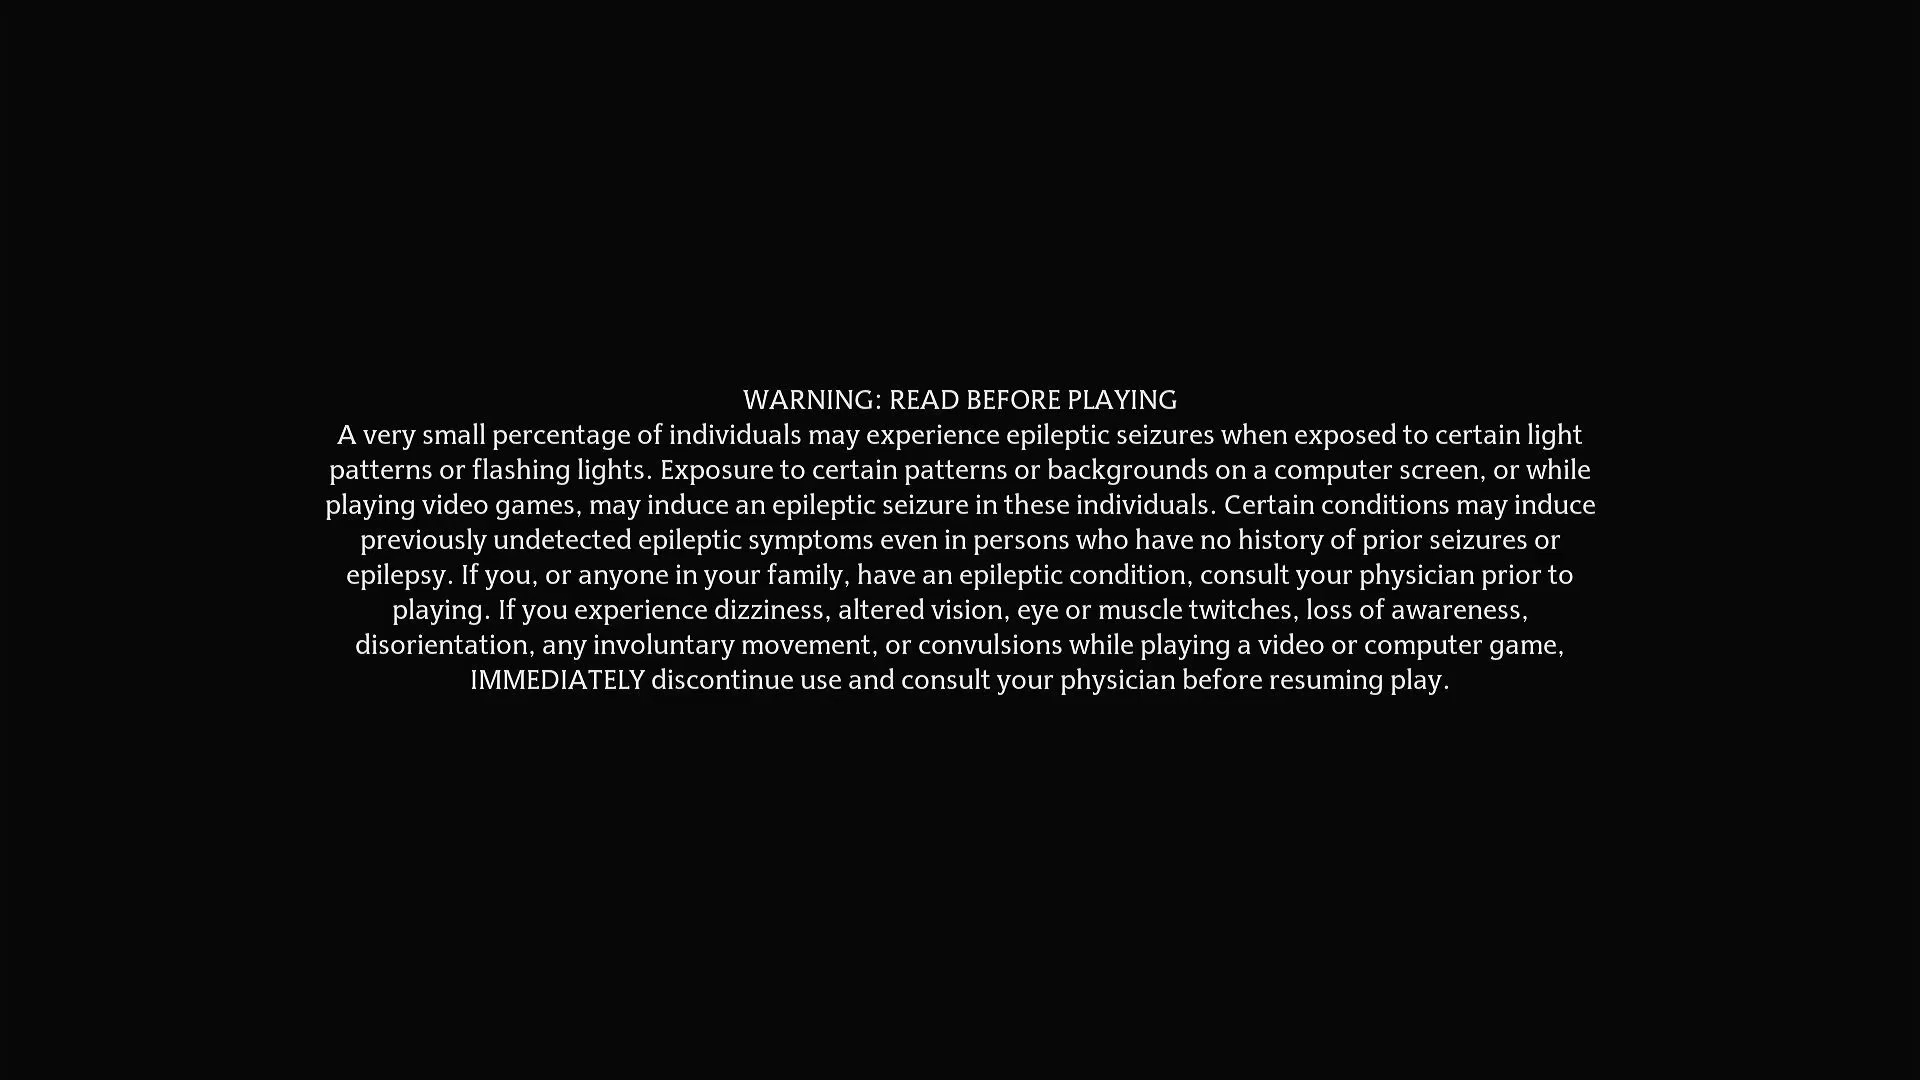 WARNING: READ BEFORE PLAYING
A very small percentage of individuals may experience epileptic seizures when exposed to certain light
patterns or flashing lights. Exposure to certain patterns or backgrounds on a computer screen, or while
playing video games, may induce an epileptic seizure in these individuals. Certain conditions may induce
previously undetected epileptic symptoms even in persons who have no history of prior seizures or
epilepsy. If you, or anyone in your family, have an epileptic condition, consult your physician prior to
playing. If you experience dizziness, altered vision, eye or muscle twitches, loss of awareness,
disorientation, any involuntary movement, or convulsions while playing a video or computer game,
IMMEDIATELY discontinue use and consult your physician before resuming play.